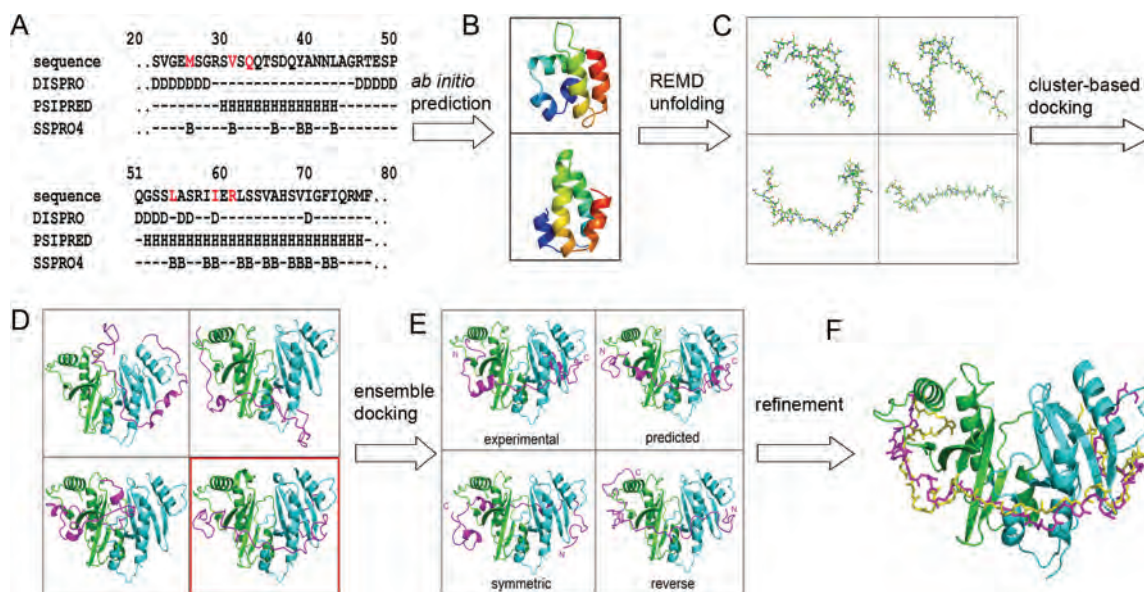 A
20 30 40 50
sequence ..SVGEMSGRSVSQQTSDQYANNLAGRTESP
DISPRO ..DDDDDDD-----------------DDDDD
PSIPRED ..--------HHHHHHHHHHHHHH-------
SSPRO4 ..----B----B---B--BB---B-------
51 60 70 80
sequence QGSSLASRIIERLSSVAHSVIGFIQRMF..
DISPRO DDDD-DD--D----------D-------..
PSIPRED -HHHHHHHHHHHHHHHHHHHHHHHHHH-..
SSPRO4 ----BB--BB--BB-BB-BBB-BB----..
ab initio
prediction
B
REMD
unfolding
C
cluster-based
docking
D
ensemble
docking
E
N
C
experimental
N
C
predicted
C
N
symmetric
C
N
reverse
refinement
F